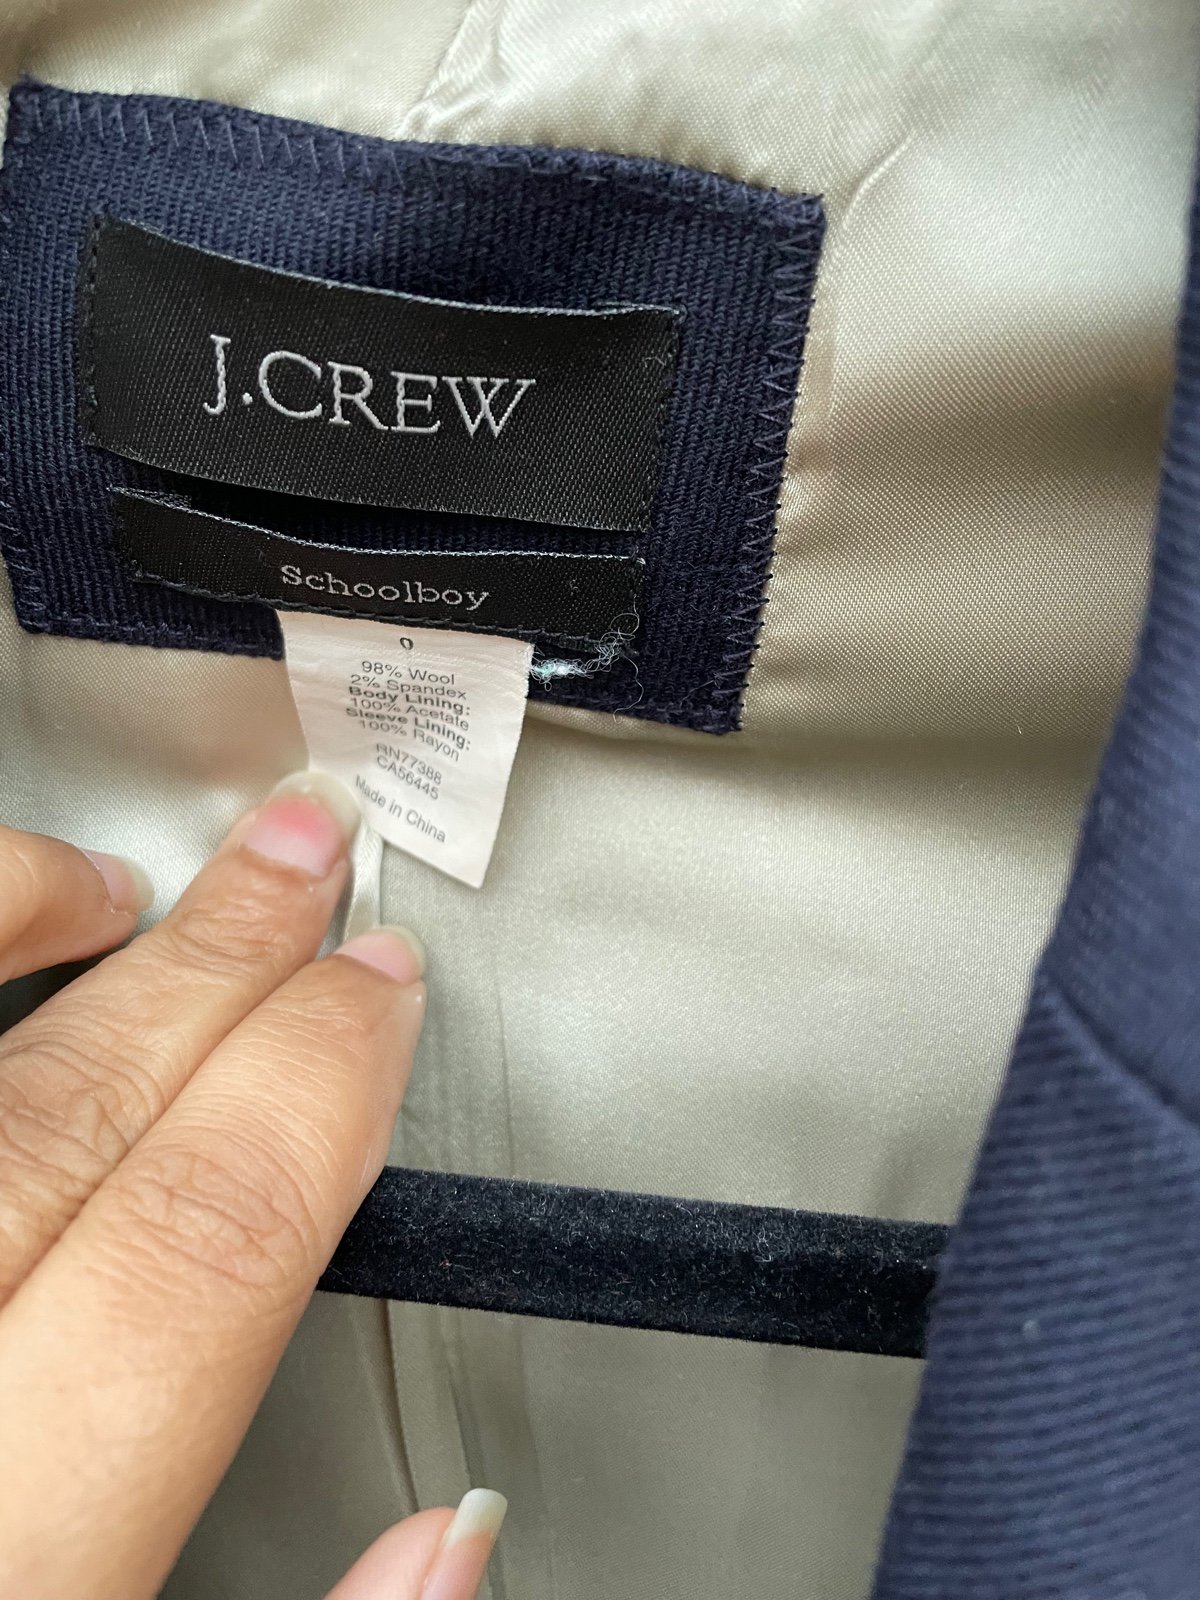 J.CREW
Schoolboy
0
98% Wool
2% Spandex
Body Lining:
100% Acetate
Sleeve Lining:
100% Rayon
RN77388
CA56445
Made in China